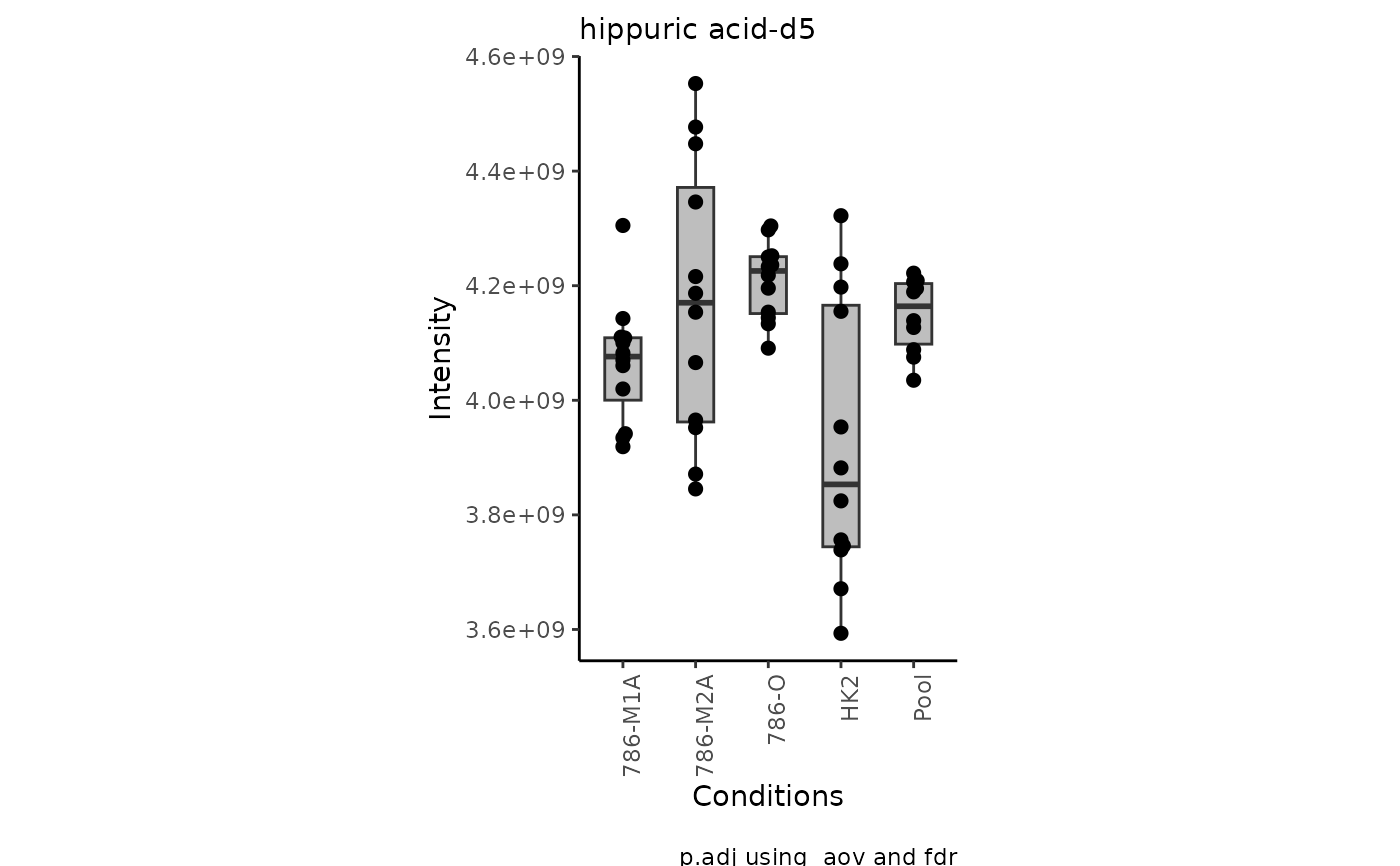 hippuric acid-d5
4.6e+09
4.4e+09
4.2e+09
4.0e+09
3.8e+09
3.6e+09
Intensity
786-M1A
786-M2A
786-O
HK2
Pool
Conditions
p.adj using  aov and fdr